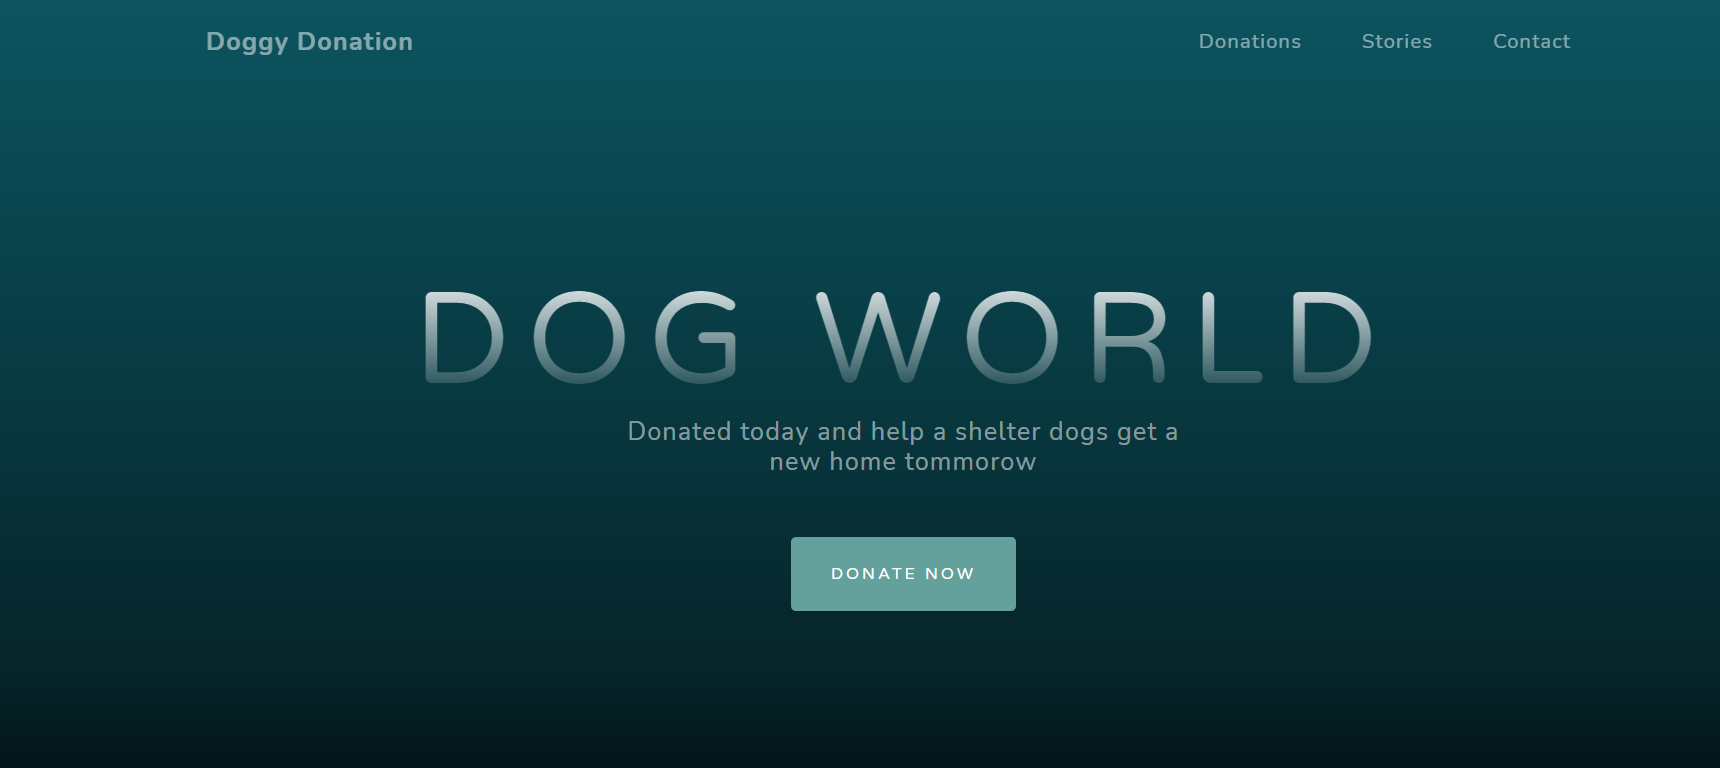 Doggy Donation
Donations Stories Contact
DOG WORLD
Donated today and help a shelter dogs get a
new home tommorow
DONATE NOW